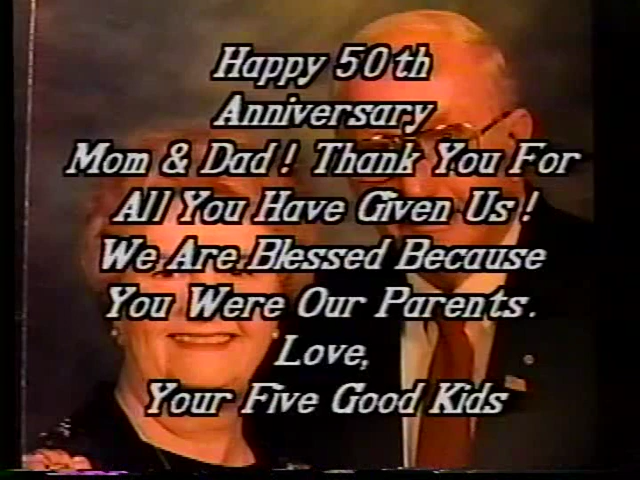 Happy 50th
Anniversary
Mom & Dad! Thank You For
All You Have Given Us!
We Are Blessed Because
You Were Our Parents.
Love,
Your Five Good Kids